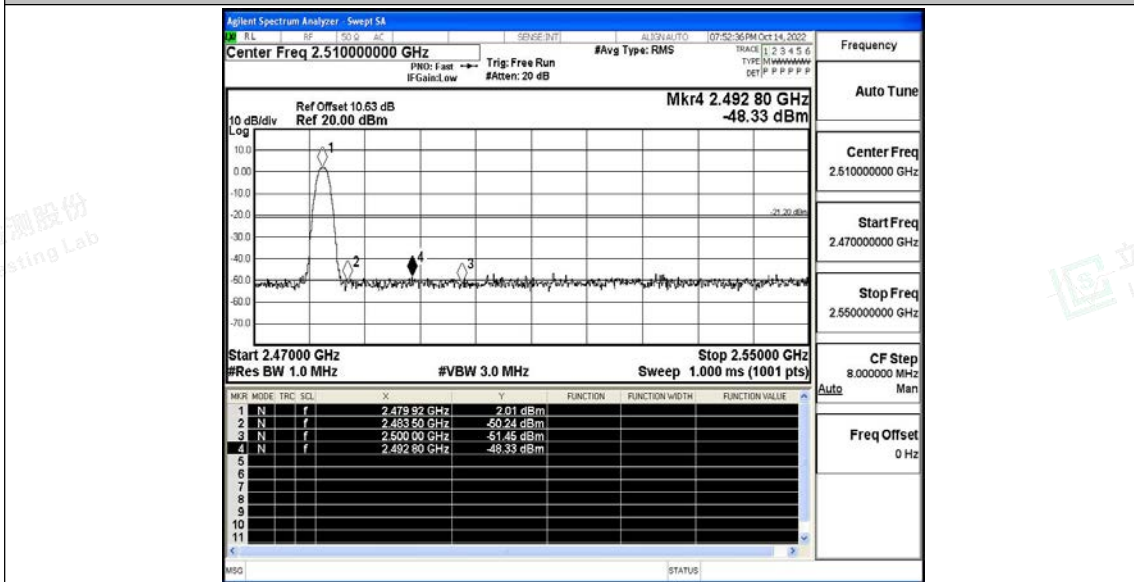 Agilent Spectrum Analyzer - Swept SA
RL RF 50 Ω AC SENSE:INT ALIGNAUTO 07:52:36 PM Oct 14, 2022
Center Freq 2.510000000 GHz
PNO: Fast
IFGain:Low
Trig: Free Run
#Atten: 20 dB
#Avg Type: RMS
TRACE 1 2 3 4 5 6
TYPE M WWWWW
DET P P P P P P
Ref Offset 10.63 dB
10 dB/div Ref 20.00 dBm
Log
Mkr4 2.492 80 GHz
-48.33 dBm
10.0
0.00
-10.0
-20.0
-30.0
-40.0
-50.0
-60.0
-70.0
1
2
4
3
-21.20 dBm
Start 2.47000 GHz Stop 2.55000 GHz
#Res BW 1.0 MHz #VBW 3.0 MHz Sweep 1.000 ms (1001 pts)
MKR MODE TRC SCL X Y FUNCTION FUNCTION WIDTH FUNCTION VALUE
1 N f 2.479 92 GHz 2.01 dBm
2 N f 2.483 50 GHz -50.24 dBm
3 N f 2.500 00 GHz -51.45 dBm
4 N f 2.492 80 GHz -48.33 dBm
5
6
7
8
9
10
11
MSG STATUS
Frequency
Auto Tune
Center Freq
2.510000000 GHz
Start Freq
2.470000000 GHz
Stop Freq
2.550000000 GHz
CF Step
8.000000 MHz
Auto Man
Freq Offset
0 Hz
测股份
sting Lab
立